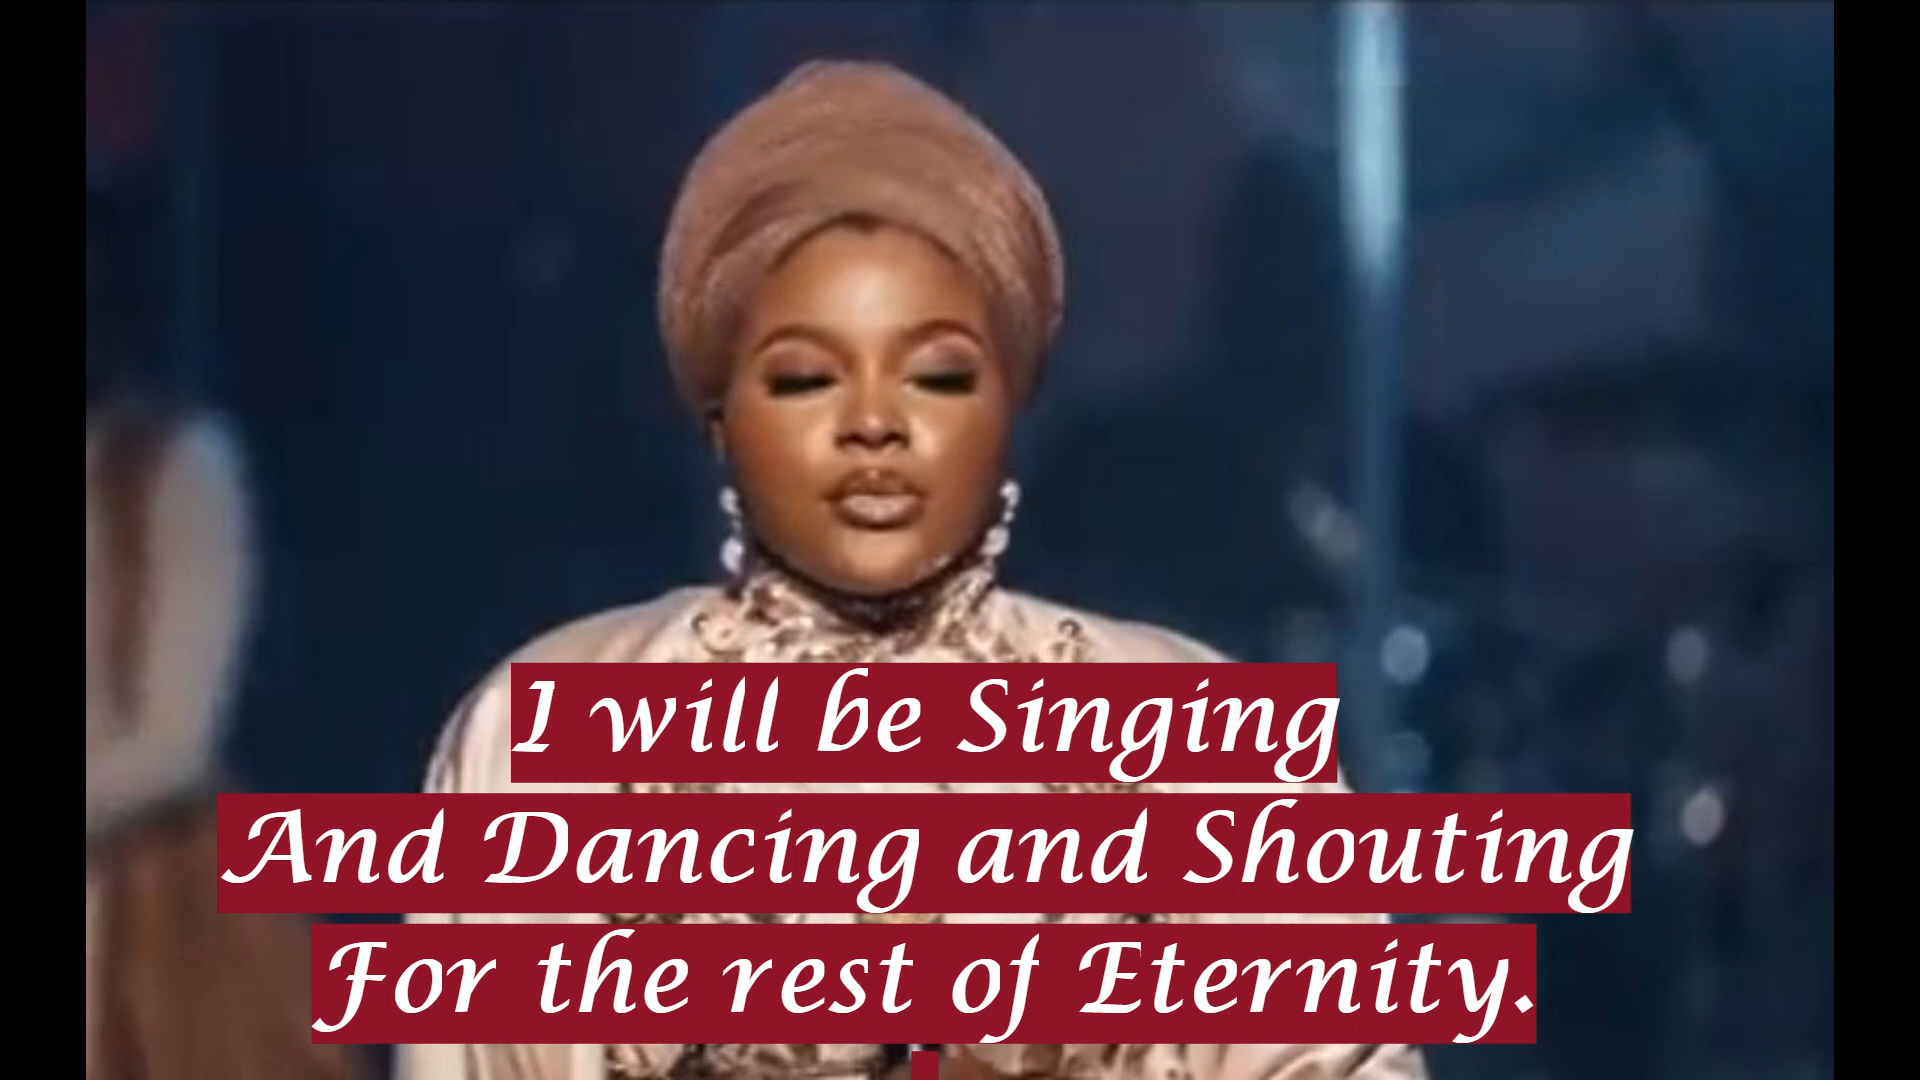 I will be Singing
And Dancing and Shouting
For the rest of Eternity.